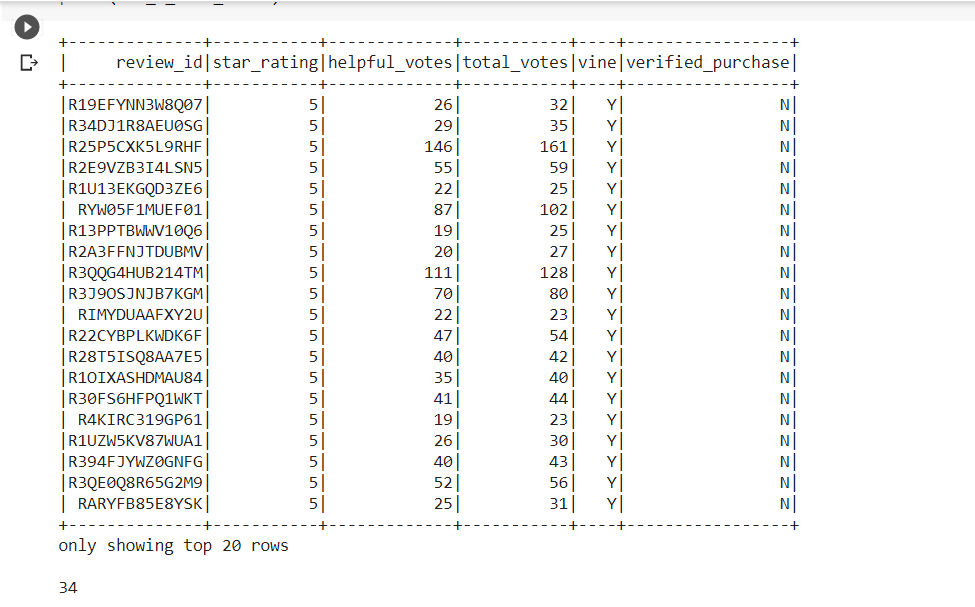 +--------------+-----------+-------------+-----------+----+-----------------+
|     review_id|star_rating|helpful_votes|total_votes|vine|verified_purchase|
+--------------+-----------+-------------+-----------+----+-----------------+
|R19EFYNN3W8Q07|          5|           26|         32|   Y|                N|
|R34DJ1R8AEU0SG|          5|           29|         35|   Y|                N|
|R25P5CXK5L9RHF|          5|          146|        161|   Y|                N|
|R2E9VZB3I4LSN5|          5|           55|         59|   Y|                N|
|R1U13EKGQD3ZE6|          5|           22|         25|   Y|                N|
| RYW05F1MUEF01|          5|           87|        102|   Y|                N|
|R13PPTBWWV10Q6|          5|           19|         25|   Y|                N|
|R2A3FFNJTDUBMV|          5|           20|         27|   Y|                N|
|R3QQG4HUB214TM|          5|          111|        128|   Y|                N|
|R3J9OSJNJB7KGM|          5|           70|         80|   Y|                N|
| RIMYDUAAFXY2U|          5|           22|         23|   Y|                N|
|R22CYBPLKWDK6F|          5|           47|         54|   Y|                N|
|R28T5ISQ8AA7E5|          5|           40|         42|   Y|                N|
|R1OIXASHDMAU84|          5|           35|         40|   Y|                N|
|R30FS6HFPQ1WKT|          5|           41|         44|   Y|                N|
| R4KIRC319GP61|          5|           19|         23|   Y|                N|
|R1UZW5KV87WUA1|          5|           26|         30|   Y|                N|
|R394FJYWZ0GNFG|          5|           40|         43|   Y|                N|
|R3QE0Q8R65G2M9|          5|           52|         56|   Y|                N|
| RARYFB85E8YSK|          5|           25|         31|   Y|                N|
+--------------+-----------+-------------+-----------+----+-----------------+
only showing top 20 rows
34